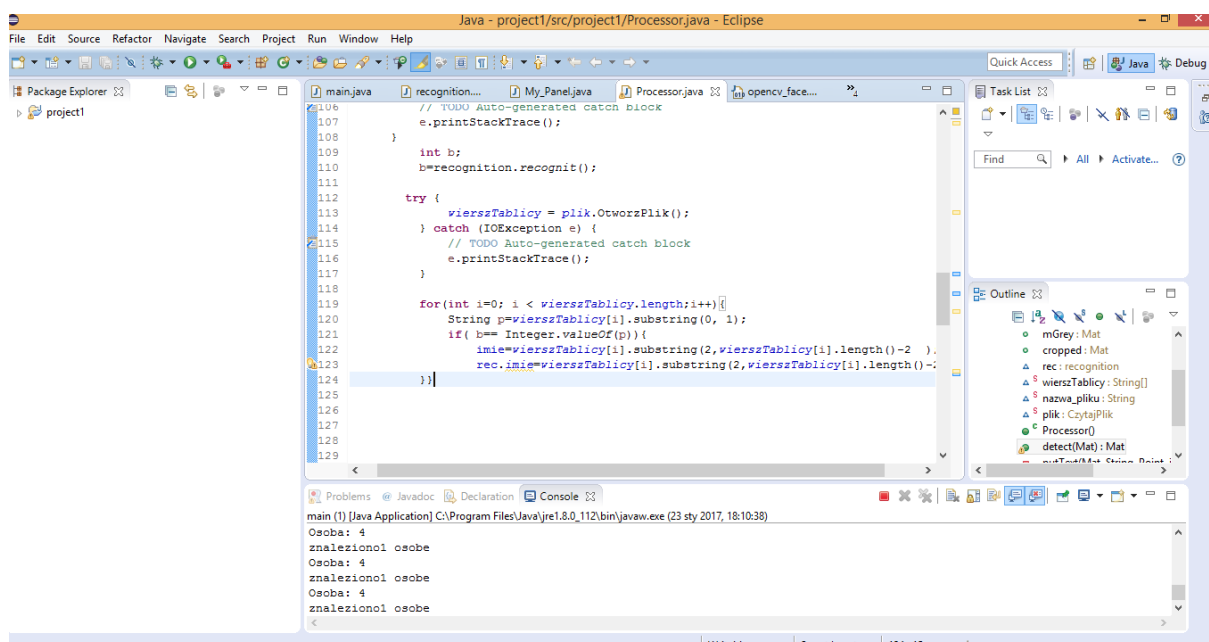 Java - project1/src/project1/Processor.java - Eclipse
File Edit Source Refactor Navigate Search Project Run Window Help
Quick Access Java Debug
Package Explorer
project1
main.java recognition.... My_Panel.java Processor.java opencv_face.... »4
106 // TODO Auto-generated catch block
107 e.printStackTrace();
108 }
109 int b;
110 b=recognition.recognit();
111
112 try {
113 wierszTablicy = plik.OtworzPlik();
114 } catch (IOException e) {
115 // TODO Auto-generated catch block
116 e.printStackTrace();
117 }
118
119 for(int i=0; i < wierszTablicy.length;i++){
120 String p=wierszTablicy[i].substring(0, 1);
121 if( b== Integer.valueOf(p)){
122 imie=wierszTablicy[i].substring(2,wierszTablicy[i].length()-2 )
123 rec.imie=wierszTablicy[i].substring(2,wierszTablicy[i].length()-
124 }}
125
126
127
128
129
Task List
Find All Activate...
Outline
mGrey : Mat
cropped : Mat
rec : recognition
S wierszTablicy : String[]
S nazwa_pliku : String
S plik : CzytajPlik
C Processor()
detect(Mat) : Mat
Problems @ Javadoc Declaration Console
main (1) [Java Application] C:\Program Files\Java\jre1.8.0_112\bin\javaw.exe (23 sty 2017, 18:10:38)
Osoba: 4
znaleziono1 osobe
Osoba: 4
znaleziono1 osobe
Osoba: 4
znaleziono1 osobe